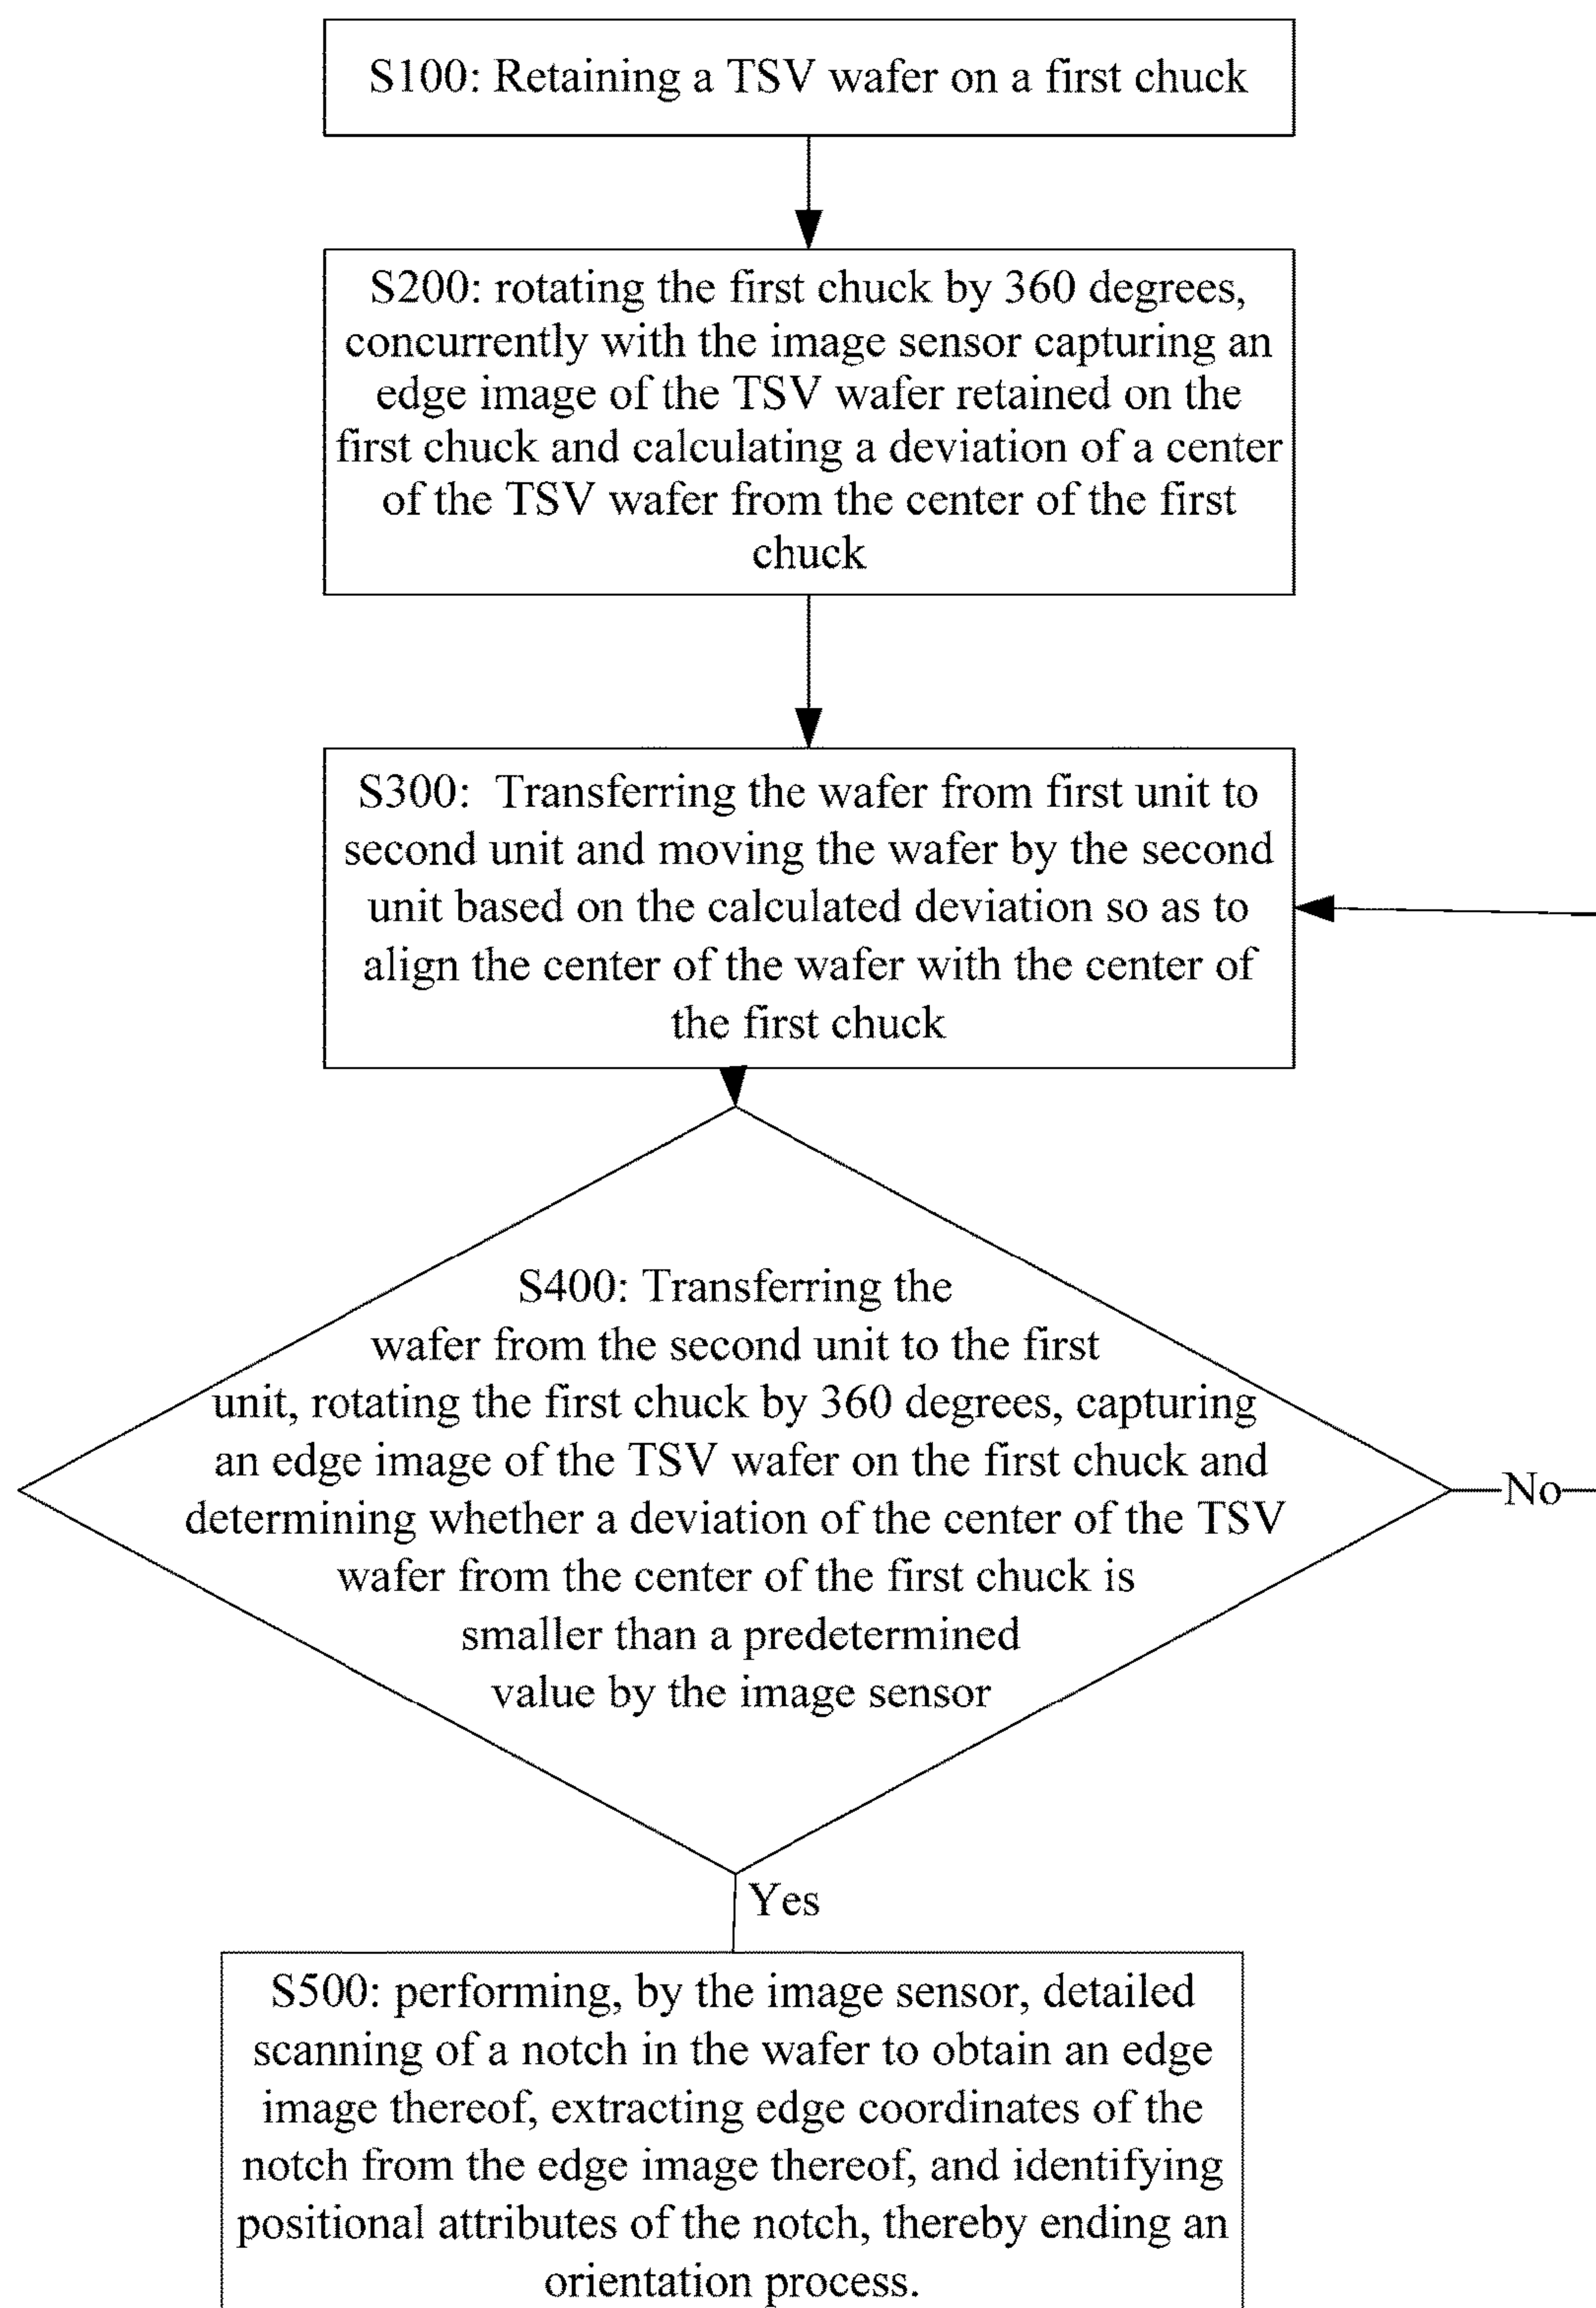 S100: Retaining a TSV wafer on a first chuck
S200: rotating the first chuck by 360 degrees,
concurrently with the image sensor capturing an
edge image of the TSV wafer retained on the
first chuck and calculating a deviation of a center
of the TSV wafer from the center of the first
chuck
S300: Transferring the wafer from first unit to
second unit and moving the wafer by the second
unit based on the calculated deviation so as to
align the center of the wafer with the center of
the first chuck
S400: Transferring the
wafer from the second unit to the first
unit, rotating the first chuck by 360 degrees, capturing
an edge image of the TSV wafer on the first chuck and
determining whether a deviation of the center of the TSV
wafer from the center of the first chuck is
smaller than a predetermined
value by the image sensor
No
Yes
S500: performing, by the image sensor, detailed
scanning of a notch in the wafer to obtain an edge
image thereof, extracting edge coordinates of the
notch from the edge image thereof, and identifying
positional attributes of the notch, thereby ending an
orientation process.